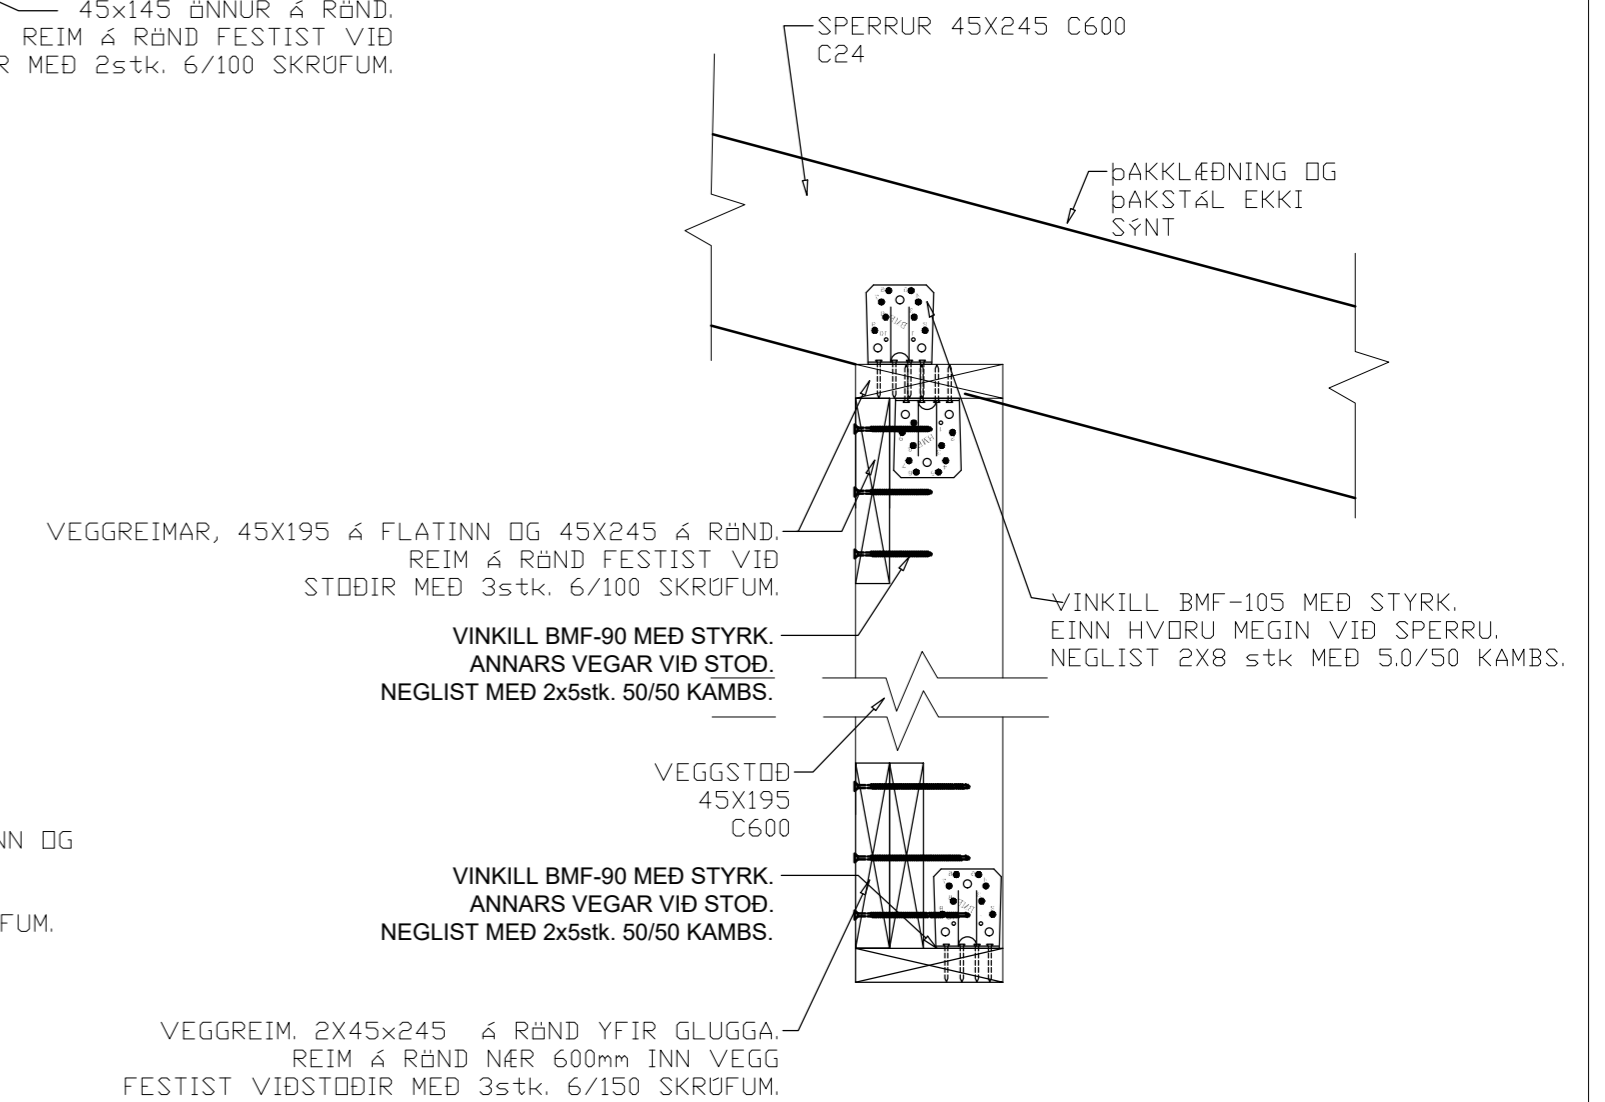 45x145 ÖNNUR Á RÖND.
REIM Á RÖND FESTIST VIÐ
R MEÐ 2stk. 6/100 SKRÚFUM.
SPERRUR 45X245 C600
C24
ÞAKKLÆÐNING OG
ÞAKSTÁL EKKI
SÝNT
VEGGREIMAR, 45X195 Á FLATINN OG 45X245 Á RÖND.
REIM Á RÖND FESTIST VIÐ
STOÐIR MEÐ 3stk. 6/100 SKRÚFUM.
VINKILL BMF-90 MEÐ STYRK.
ANNARS VEGAR VIÐ STOÐ.
NEGLIST MEÐ 2x5stk. 50/50 KAMBS.
VINKILL BMF-105 MEÐ STYRK.
EINN HVORU MEGIN VIÐ SPERRU.
NEGLIST 2X8 stk MEÐ 5.0/50 KAMBS.
VEGGSTOÐ
45X195
C600
NN OG
FUM.
VINKILL BMF-90 MEÐ STYRK.
ANNARS VEGAR VIÐ STOÐ.
NEGLIST MEÐ 2x5stk. 50/50 KAMBS.
VEGGREIM. 2X45x245 Á RÖND YFIR GLUGGA.
REIM Á RÖND NÆR 600mm INN VEGG
FESTIST VIÐSTOÐIR MEÐ 3stk. 6/150 SKRÚFUM.